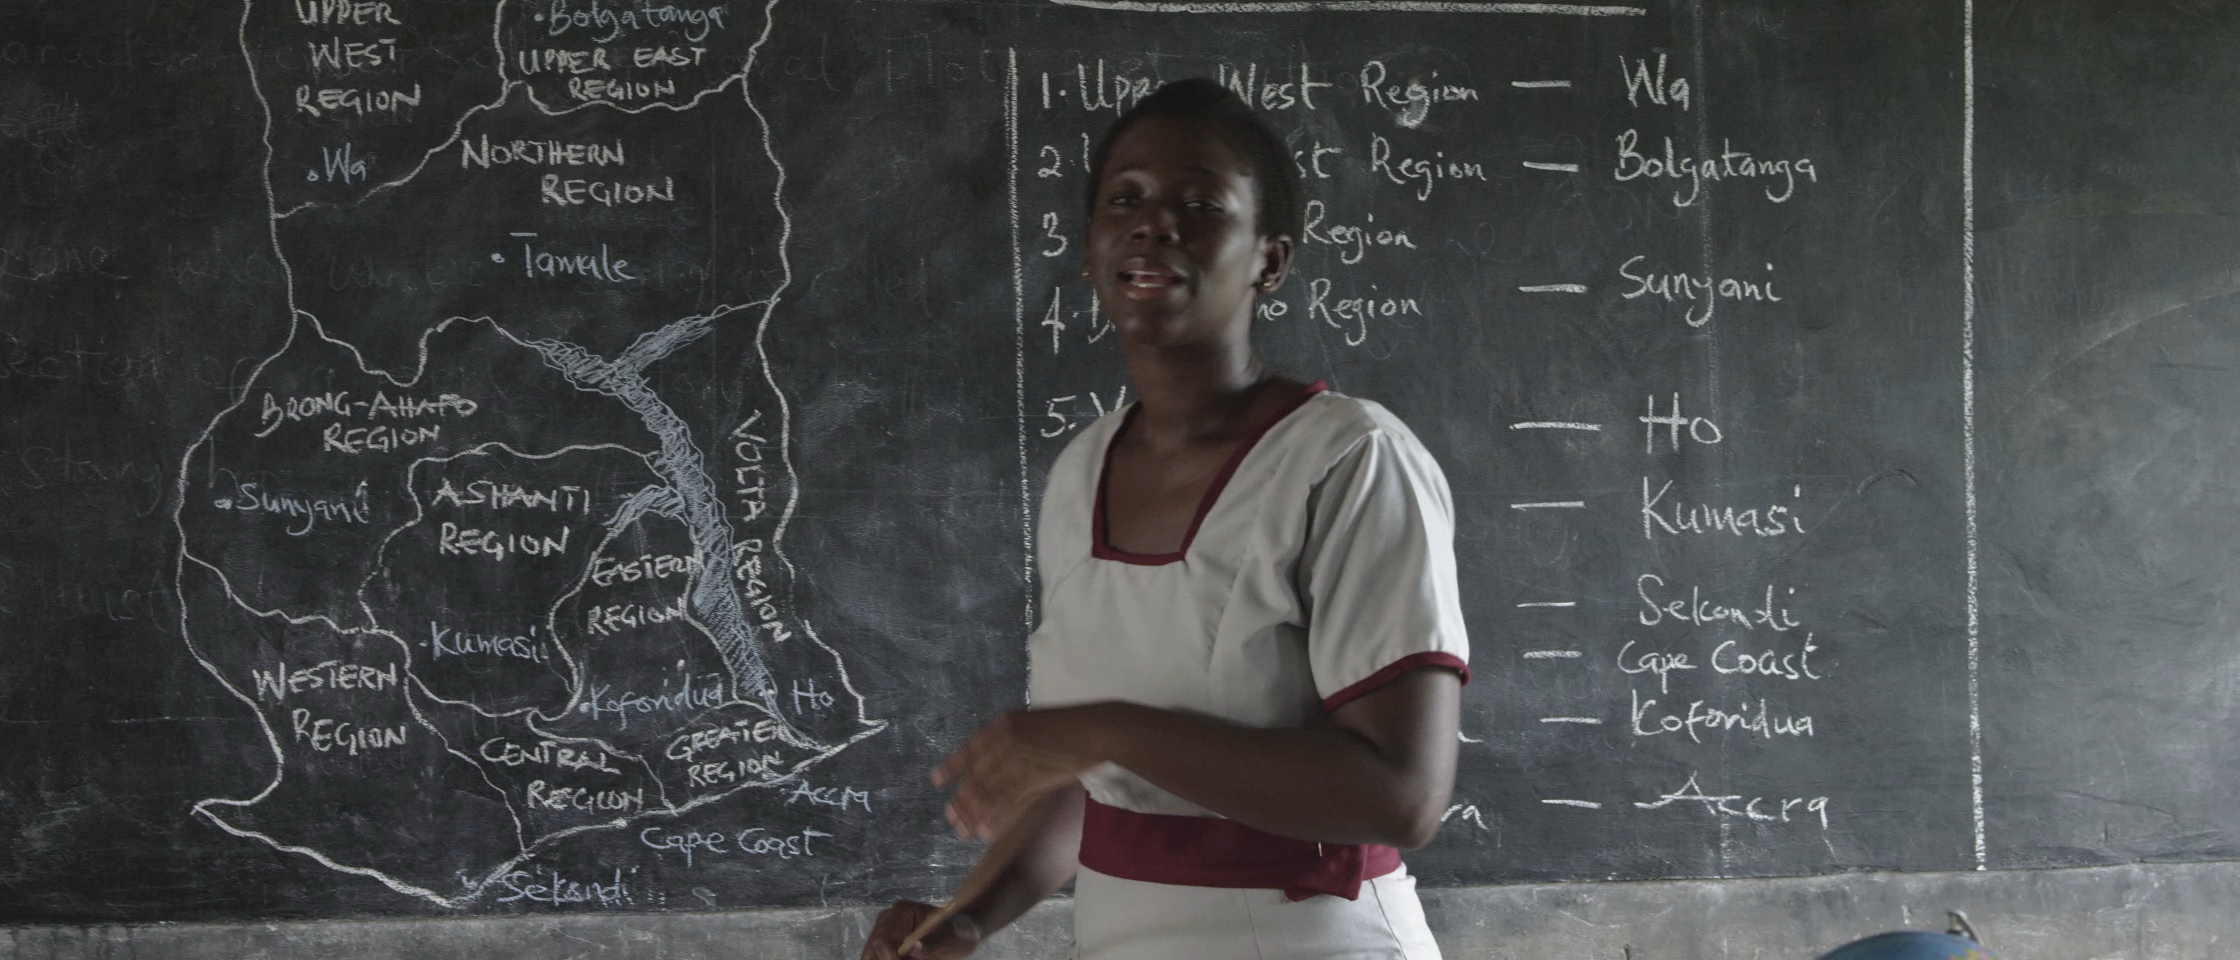 UPPER
WEST
REGION
.Wa
.Bolgatanga
UPPER EAST
REGION
NORTHERN
REGION
.Tamale
BRONG-AHAFO
REGION
.Sunyani
ASHANTI
REGION
.Kumasi
EASTERN
REGION
.Koforidua
VOLTA REGION
Ho
WESTERN
REGION
CENTRAL
REGION
GREATER
REGION
Accra
Cape Coast
Sekondi
1. West Region — Wa
2. Region — Bolgatanga
3 Region
4. Region — Sunyani
5. — Ho
— Kumasi
— Sekondi
— Cape Coast
— Koforidua
— Accra